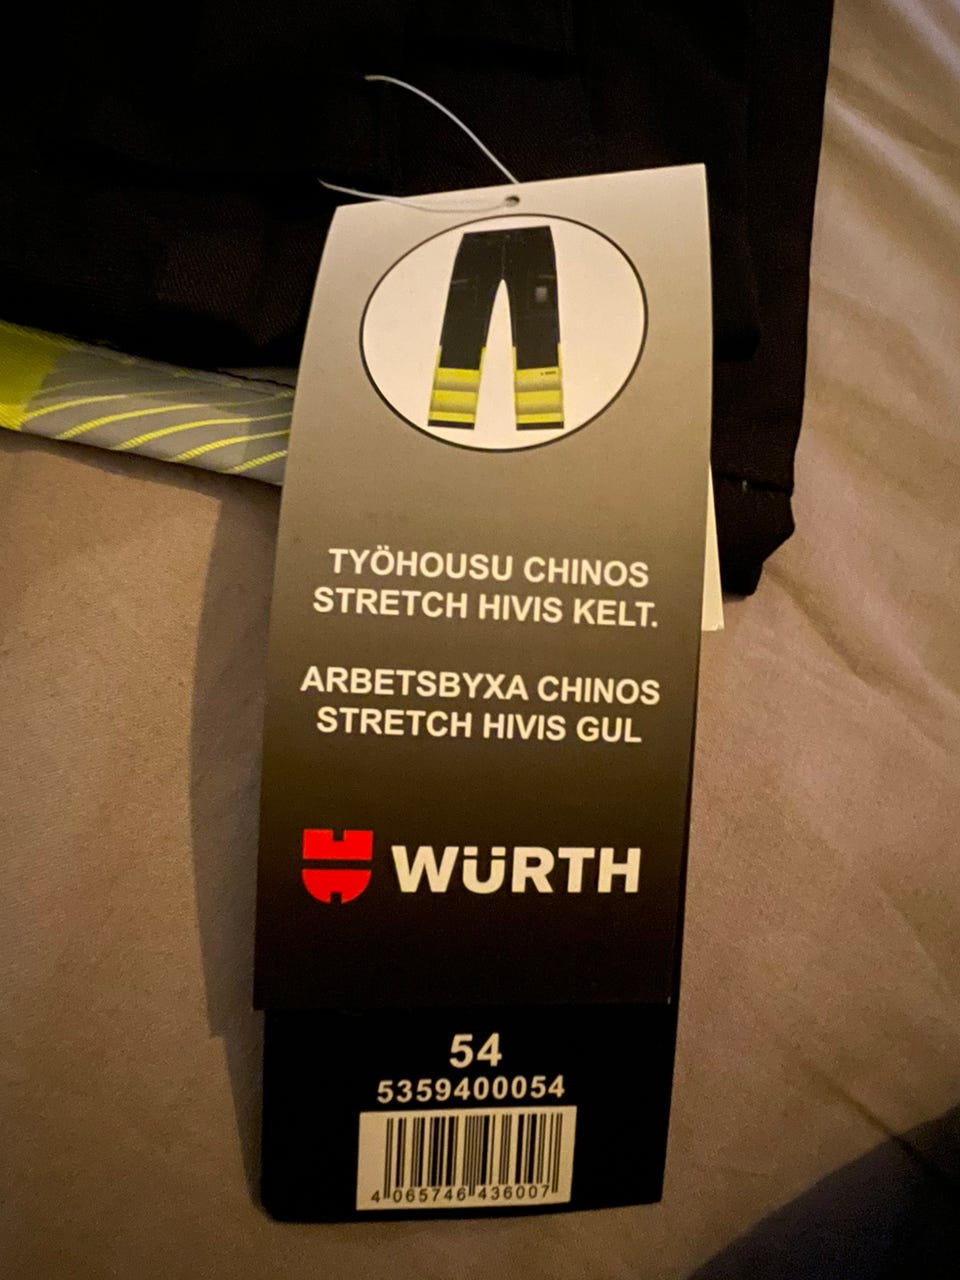 TYÖHOUSU CHINOS
STRETCH HIVIS KELT.
ARBETSBYXA CHINOS
STRETCH HIVIS GUL
WÜRTH
54
5359400054
4 065746 436007